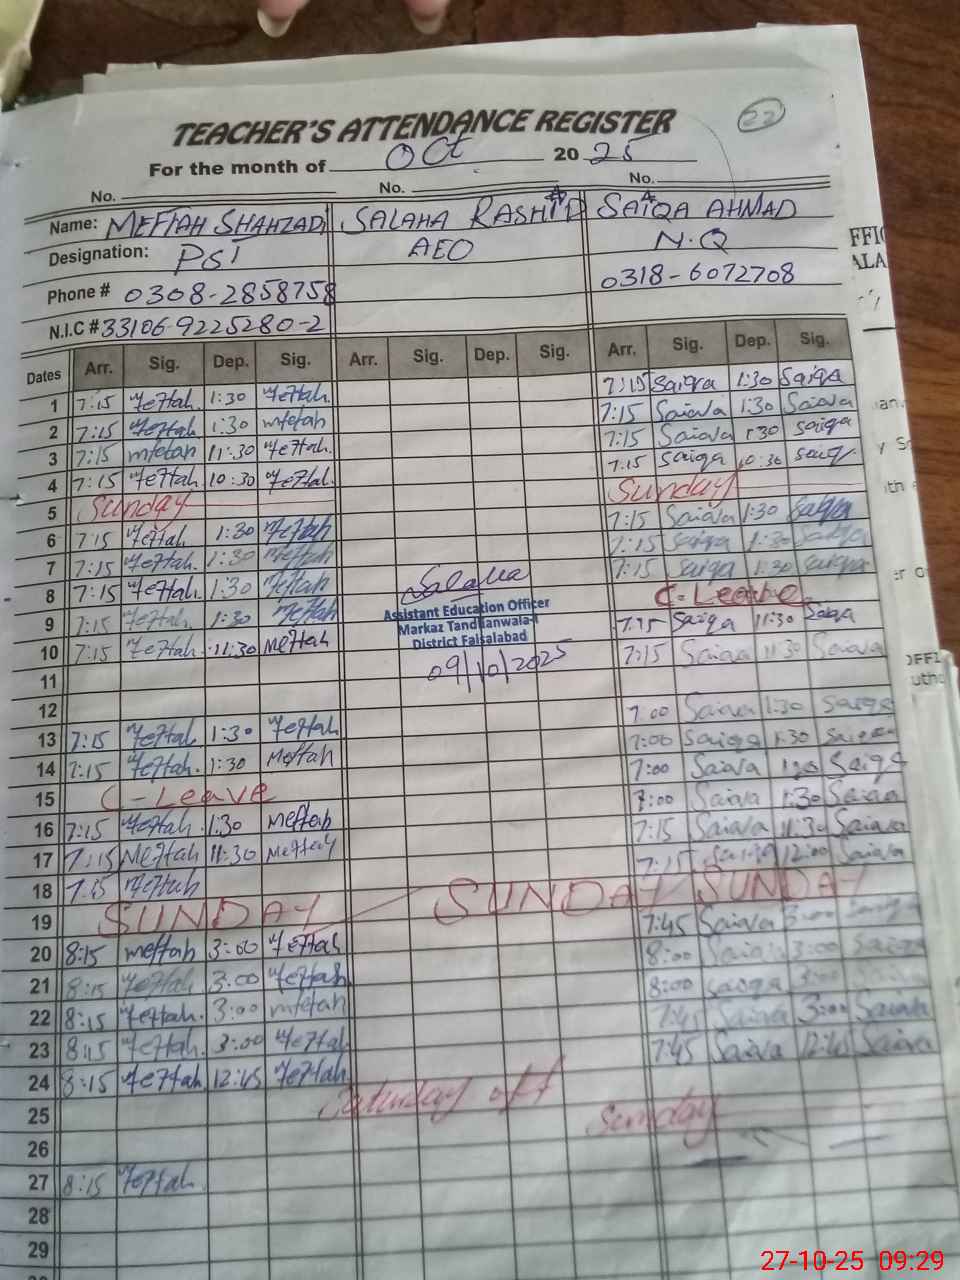 22
TEACHER'S ATTENDANCE REGISTER
For the month of Oct 2025
No. No. No.
Name: MEFTAH SHAHZADI SALAHA RASHID SAIQA AHMAD
Designation: PST AEO N.Q
Phone # 0308-2858758 0318-6072708
N.I.C # 33106-9225280-2
Dates Arr. Sig. Dep. Sig. Arr. Sig. Dep. Sig. Arr. Sig. Dep. Sig.
1 7:15 Meftah 1:30 Meftah 7:15 Saiqa 1:30 Saiqa
2 7:15 Meftah 1:30 Meftah 7:15 Saiqa 1:30 Saiqa
3 7:15 Meftah 11:30 Meftah 7:15 Saiqa 1:30 Saiqa
4 7:15 Meftah 10:30 Meftah 7:15 Saiqa 10:30 Saiqa
5 Sunday Sunday
6 7:15 Meftah 1:30 Meftah 7:15 Saiqa 1:30 Saiqa
7 7:15 Meftah 1:30 Meftah 7:15 Saiqa 1:30 Saiqa
8 7:15 Meftah 1:30 Meftah Salaha 7:15 Saiqa 1:30 Saiqa
Assistant Education Officer
Markaz Tandlianwala-I
District Faisalabad
09/10/2025
9 7:15 Meftah 1:30 Meftah C-Leave
10 7:15 Meftah 11:30 Meftah 7:15 Saiqa 11:30 Saiqa
11 7:15 Saiqa 11:30 Saiqa
12
13 7:15 Meftah 1:30 Meftah 7:00 Saiqa 1:30 Saiqa
14 7:15 Meftah 1:30 Meftah 7:00 Saiqa 1:30 Saiqa
15 C-Leave 7:00 Saiqa 1:30 Saiqa
16 7:15 Meftah 1:30 Meftah 7:00 Saiqa 1:30 Saiqa
17 7:15 Meftah 11:30 Meftah 7:15 Saiqa 11:30 Saiqa
18 7:15 Meftah 7:15 Saiqa 12:00 Saiqa
19 SUNDAY SUNDAY SUNDAY
20 8:15 Meftah 3:00 Meftah 7:45 Saiqa 3:00
21 8:15 Meftah 3:00 Meftah 8:00 Saiqa 3:00 Saiqa
22 8:15 Meftah 3:00 Meftah 8:00 Saiqa 3:00 Saiqa
23 8:15 Meftah 3:00 Meftah 7:45 Saiqa 3:00 Saiqa
24 8:15 Meftah 12:45 Meftah 7:45 Saiqa 12:45 Saiqa
25 Saturday off
26 Sunday
27 8:15 Meftah
28
29
27-10-25 09:29